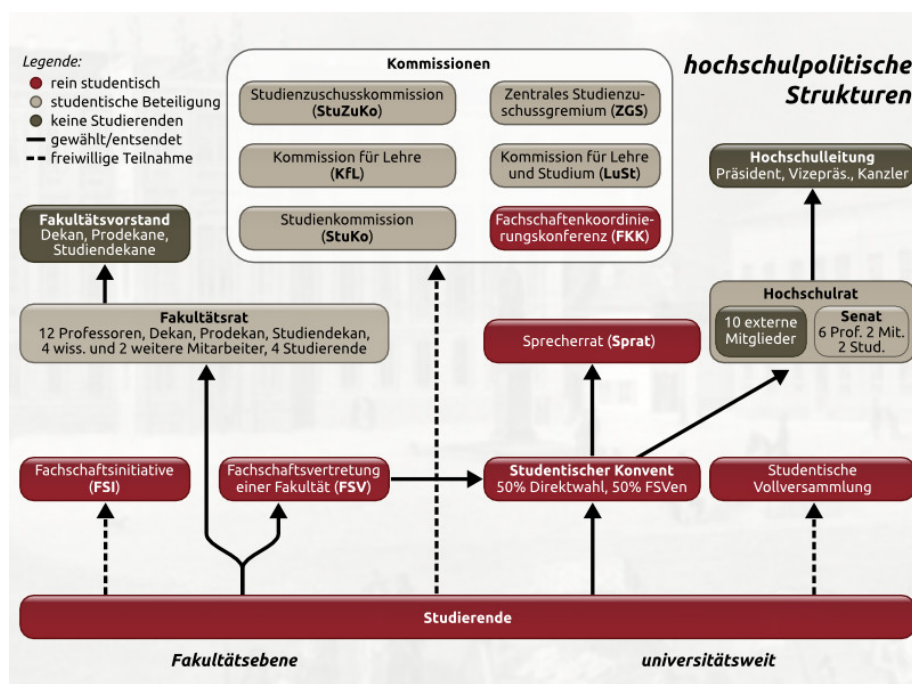 Legende:
rein studentisch
studentische Beteiligung
keine Studierenden
gewählt/entsendet
freiwillige Teilnahme
Kommissionen
Studienzuschusskommission
(StuZuKo)
Zentrales Studienzu-
schussgremium (ZGS)
Kommission für Lehre
(KfL)
Kommission für Lehre
und Studium (LuSt)
Studienkommission
(StuKo)
Fachschaftenkoordinie-
rungskonferenz (FKK)
hochschulpolitische
Strukturen
Hochschulleitung
Präsident, Vizepräs., Kanzler
Fakultätsvorstand
Dekan, Prodekane,
Studiendekane
Fakultätsrat
12 Professoren, Dekan, Prodekan, Studiendekan,
4 wiss. und 2 weitere Mitarbeiter, 4 Studierende
Sprecherrat (Sprat)
Hochschulrat
10 externe
Mitglieder
Senat
6 Prof. 2 Mit.
2 Stud.
Fachschaftsinitiative
(FSI)
Fachschaftsvertretung
einer Fakultät (FSV)
Studentischer Konvent
50% Direktwahl, 50% FSVen
Studentische
Vollversammlung
Studierende
Fakultätsebene
universitätsweit